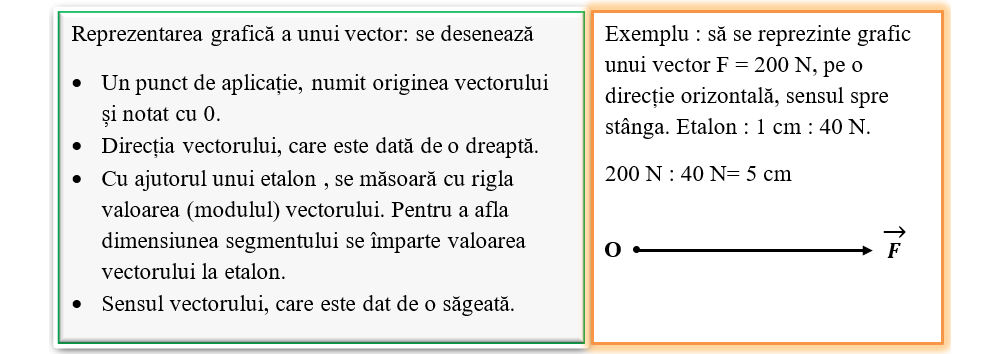 Reprezentarea grafică a unui vector: se desenează
• Un punct de aplicație, numit originea vectorului
și notat cu 0.
• Direcția vectorului, care este dată de o dreaptă.
• Cu ajutorul unui etalon , se măsoară cu rigla
valoarea (modulul) vectorului. Pentru a afla
dimensiunea segmentului se împarte valoarea
vectorului la etalon.
• Sensul vectorului, care este dat de o săgeată.
Exemplu : să se reprezinte grafic
unui vector F = 200 N, pe o
direcție orizontală, sensul spre
stânga. Etalon : 1 cm : 40 N.
200 N : 40 N= 5 cm
O F⃗